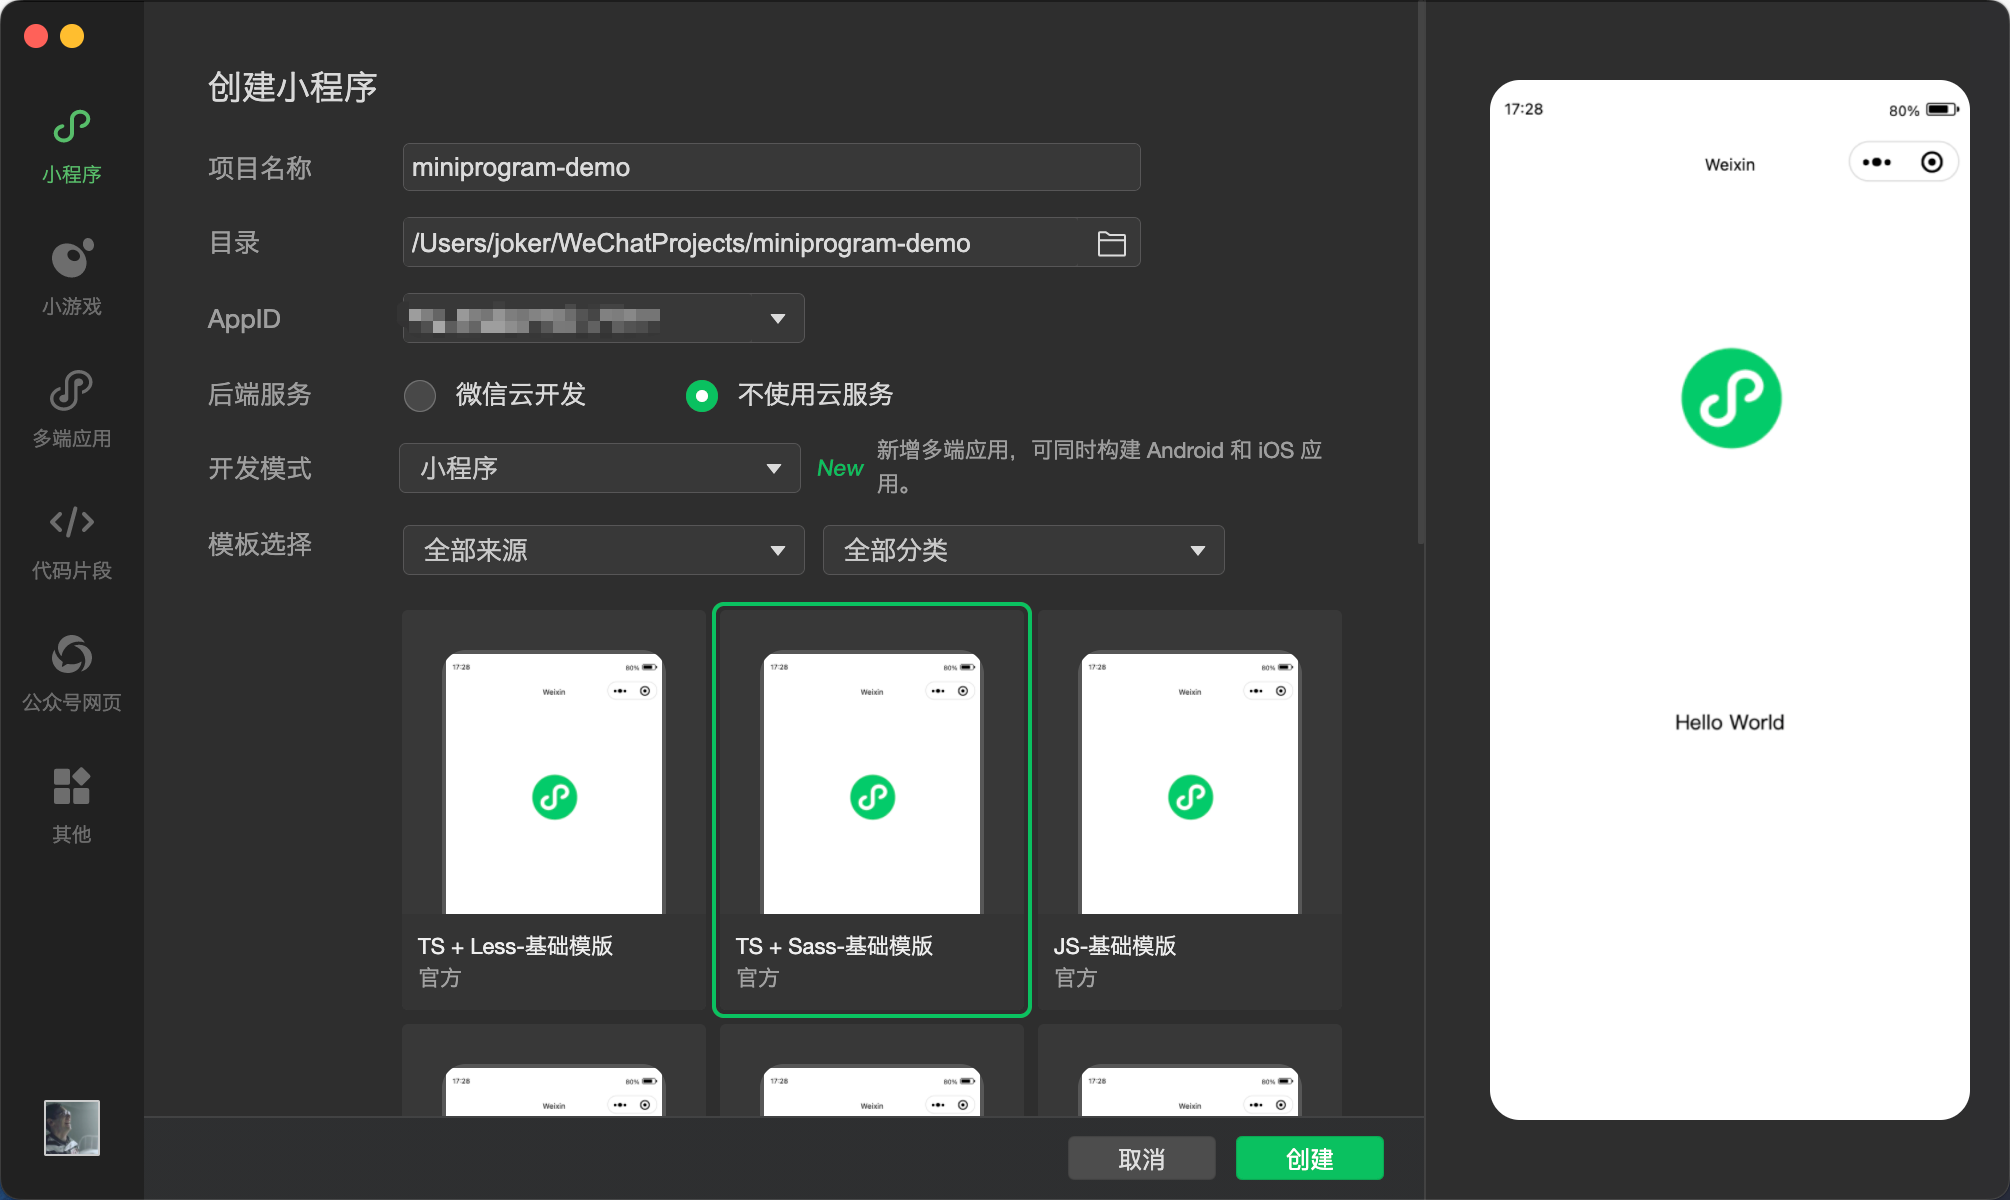 创建小程序
小程序
小游戏
多端应用
代码片段
公众号网页
其他
项目名称
miniprogram-demo
目录
/Users/joker/WeChatProjects/miniprogram-demo
AppID
后端服务
微信云开发
不使用云服务
开发模式
小程序
New
新增多端应用，可同时构建 Android 和 iOS 应
用。
模板选择
全部来源
全部分类
17:28
80%
Weixin
TS + Less-基础模版
官方
17:28
80%
Weixin
TS + Sass-基础模版
官方
17:28
80%
Weixin
JS-基础模版
官方
17:28
80%
Weixin
17:28
80%
Weixin
17:28
80%
Weixin
取消
创建
17:28
80%
Weixin
Hello World